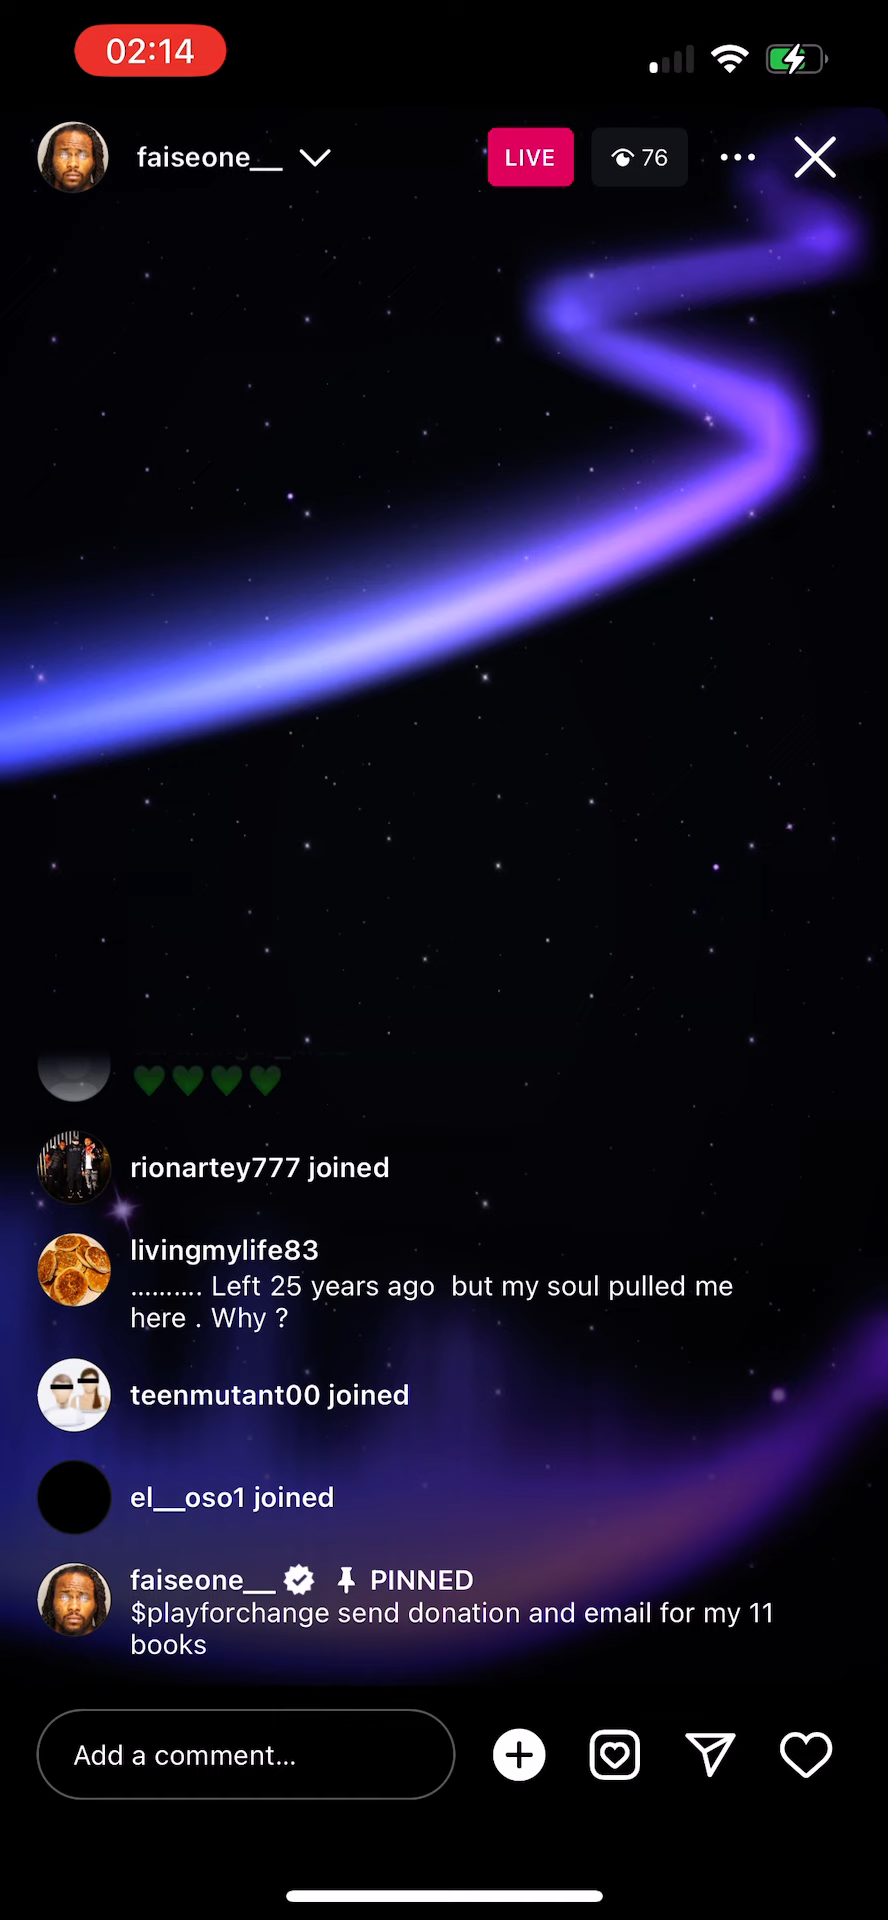 02:14
faiseone__
LIVE
76
rionartey777 joined
livingmylife83
.......... Left 25 years ago  but my soul pulled me
here . Why ?
teenmutant00 joined
el__oso1 joined
faiseone__ PINNED
$playforchange send donation and email for my 11
books
Add a comment...